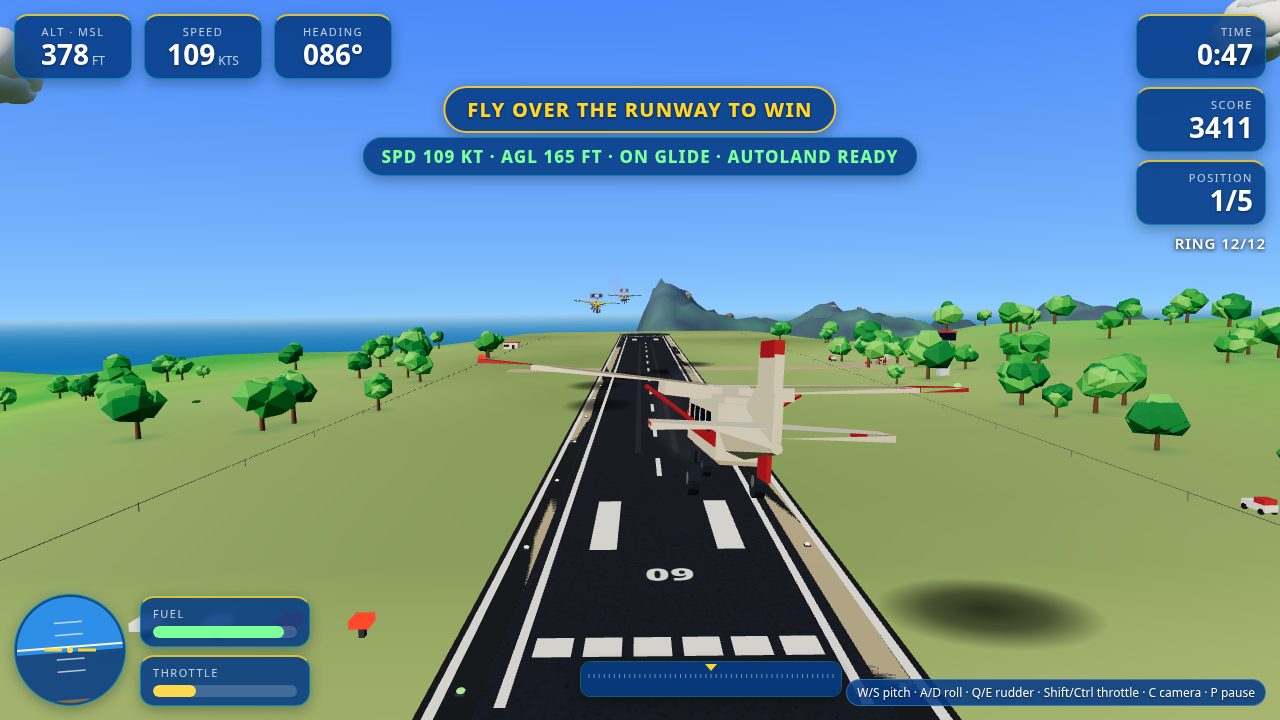 ALT · MSL
378 FT
SPEED
109 KTS
HEADING
086°
TIME
0:47
SCORE
3411
POSITION
1/5
RING 12/12
FLY OVER THE RUNWAY TO WIN
SPD 109 KT · AGL 165 FT · ON GLIDE · AUTOLAND READY
09
FUEL
THROTTLE
W/S pitch · A/D roll · Q/E rudder · Shift/Ctrl throttle · C camera · P pause